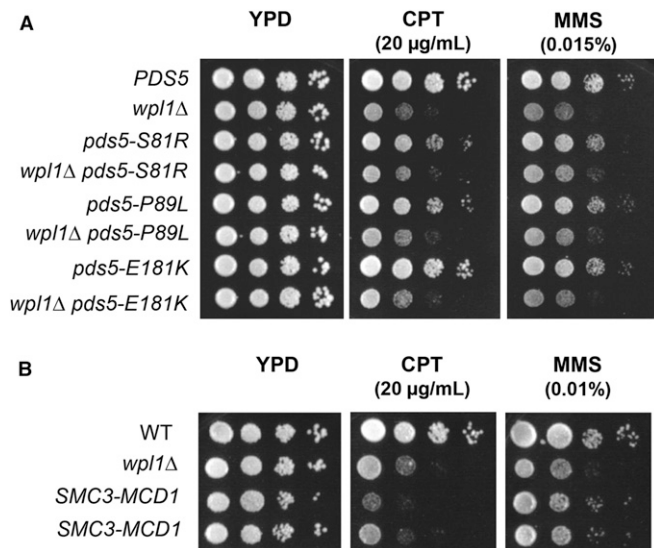 A
YPD CPT MMS
(20 µg/mL) (0.015%)
PDS5
wpl1Δ
pds5-S81R
wpl1Δ pds5-S81R
pds5-P89L
wpl1Δ pds5-P89L
pds5-E181K
wpl1Δ pds5-E181K
B
YPD CPT MMS
(20 µg/mL) (0.01%)
WT
wpl1Δ
SMC3-MCD1
SMC3-MCD1